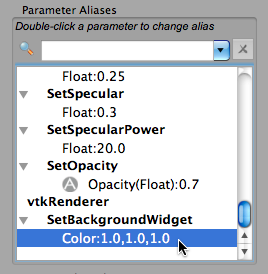 Parameter Aliases
Double-click a parameter to change alias
Float:0.25
SetSpecular
Float:0.3
SetSpecularPower
Float:20.0
SetOpacity
A Opacity(Float):0.7
vtkRenderer
SetBackgroundWidget
Color:1.0,1.0,1.0